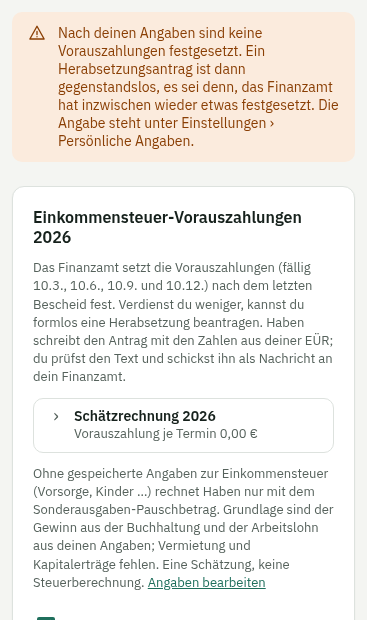 Nach deinen Angaben sind keine
Vorauszahlungen festgesetzt. Ein
Herabsetzungsantrag ist dann
gegenstandslos, es sei denn, das Finanzamt
hat inzwischen wieder etwas festgesetzt. Die
Angabe steht unter Einstellungen ›
Persönliche Angaben.
Einkommensteuer-Vorauszahlungen
2026
Das Finanzamt setzt die Vorauszahlungen (fällig
10.3., 10.6., 10.9. und 10.12.) nach dem letzten
Bescheid fest. Verdienst du weniger, kannst du
formlos eine Herabsetzung beantragen. Haben
schreibt den Antrag mit den Zahlen aus deiner EÜR;
du prüfst den Text und schickst ihn als Nachricht an
dein Finanzamt.
Schätzrechnung 2026
Vorauszahlung je Termin 0,00 €
Ohne gespeicherte Angaben zur Einkommensteuer
(Vorsorge, Kinder …) rechnet Haben nur mit dem
Sonderausgaben-Pauschbetrag. Grundlage sind der
Gewinn aus der Buchhaltung und der Arbeitslohn
aus deinen Angaben; Vermietung und
Kapitalerträge fehlen. Eine Schätzung, keine
Steuerberechnung. Angaben bearbeiten